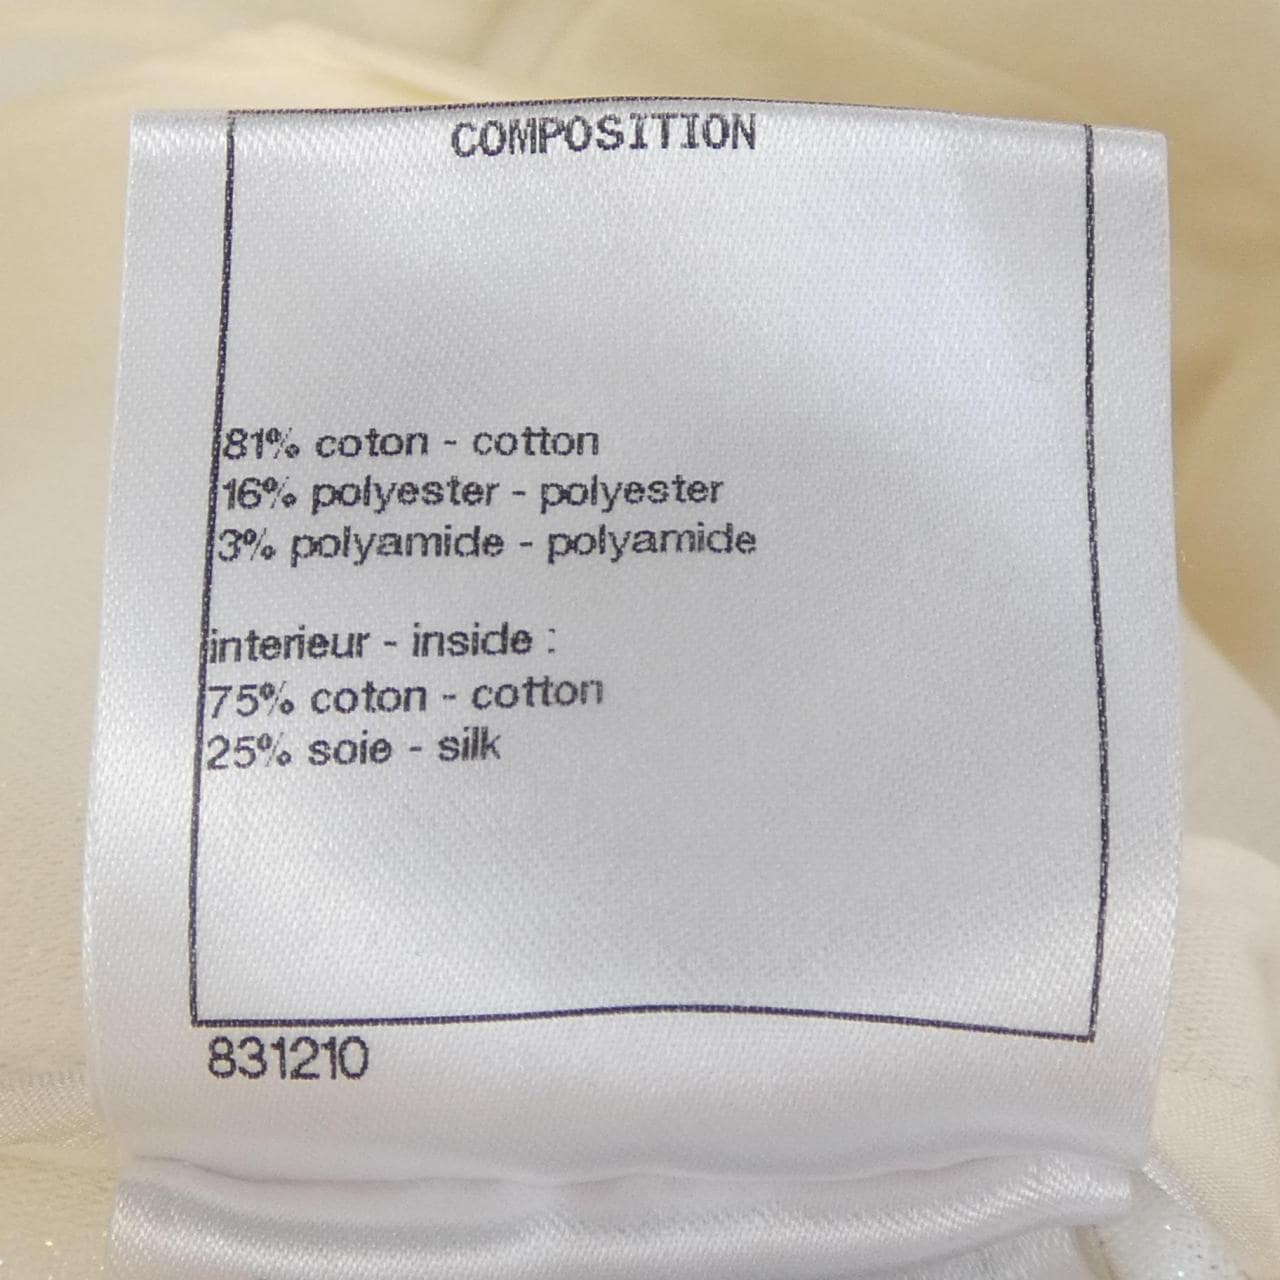 COMPOSITION
81% coton - cotton
16% polyester - polyester
3% polyamide - polyamide
interieur - inside :
75% coton - cotton
25% soie - silk
831210